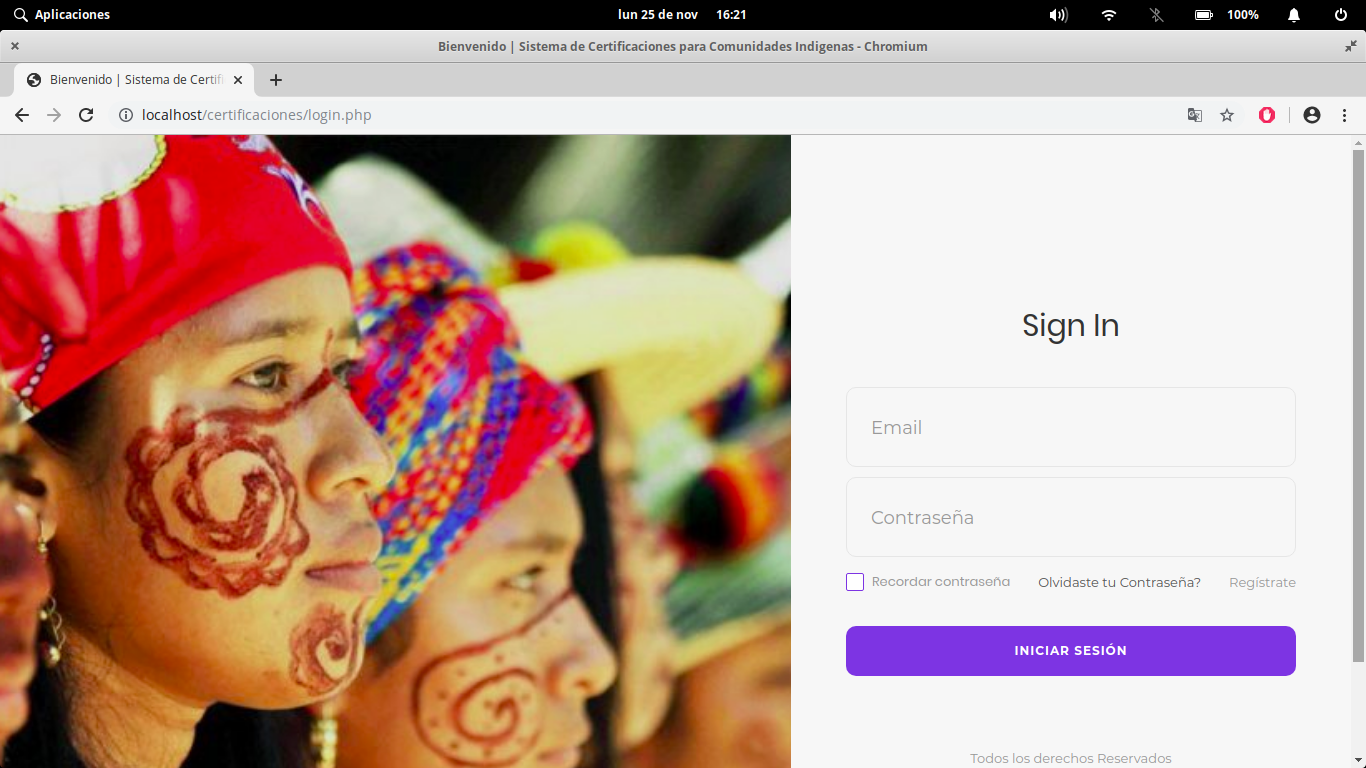 Aplicaciones lun 25 de nov 16:21 100%
Bienvenido | Sistema de Certificaciones para Comunidades Indigenas - Chromium
Bienvenido | Sistema de Certifi
localhost/certificaciones/login.php
Sign In
Email
Contraseña
Recordar contraseña Olvidaste tu Contraseña? Regístrate
INICIAR SESIÓN
Todos los derechos Reservados